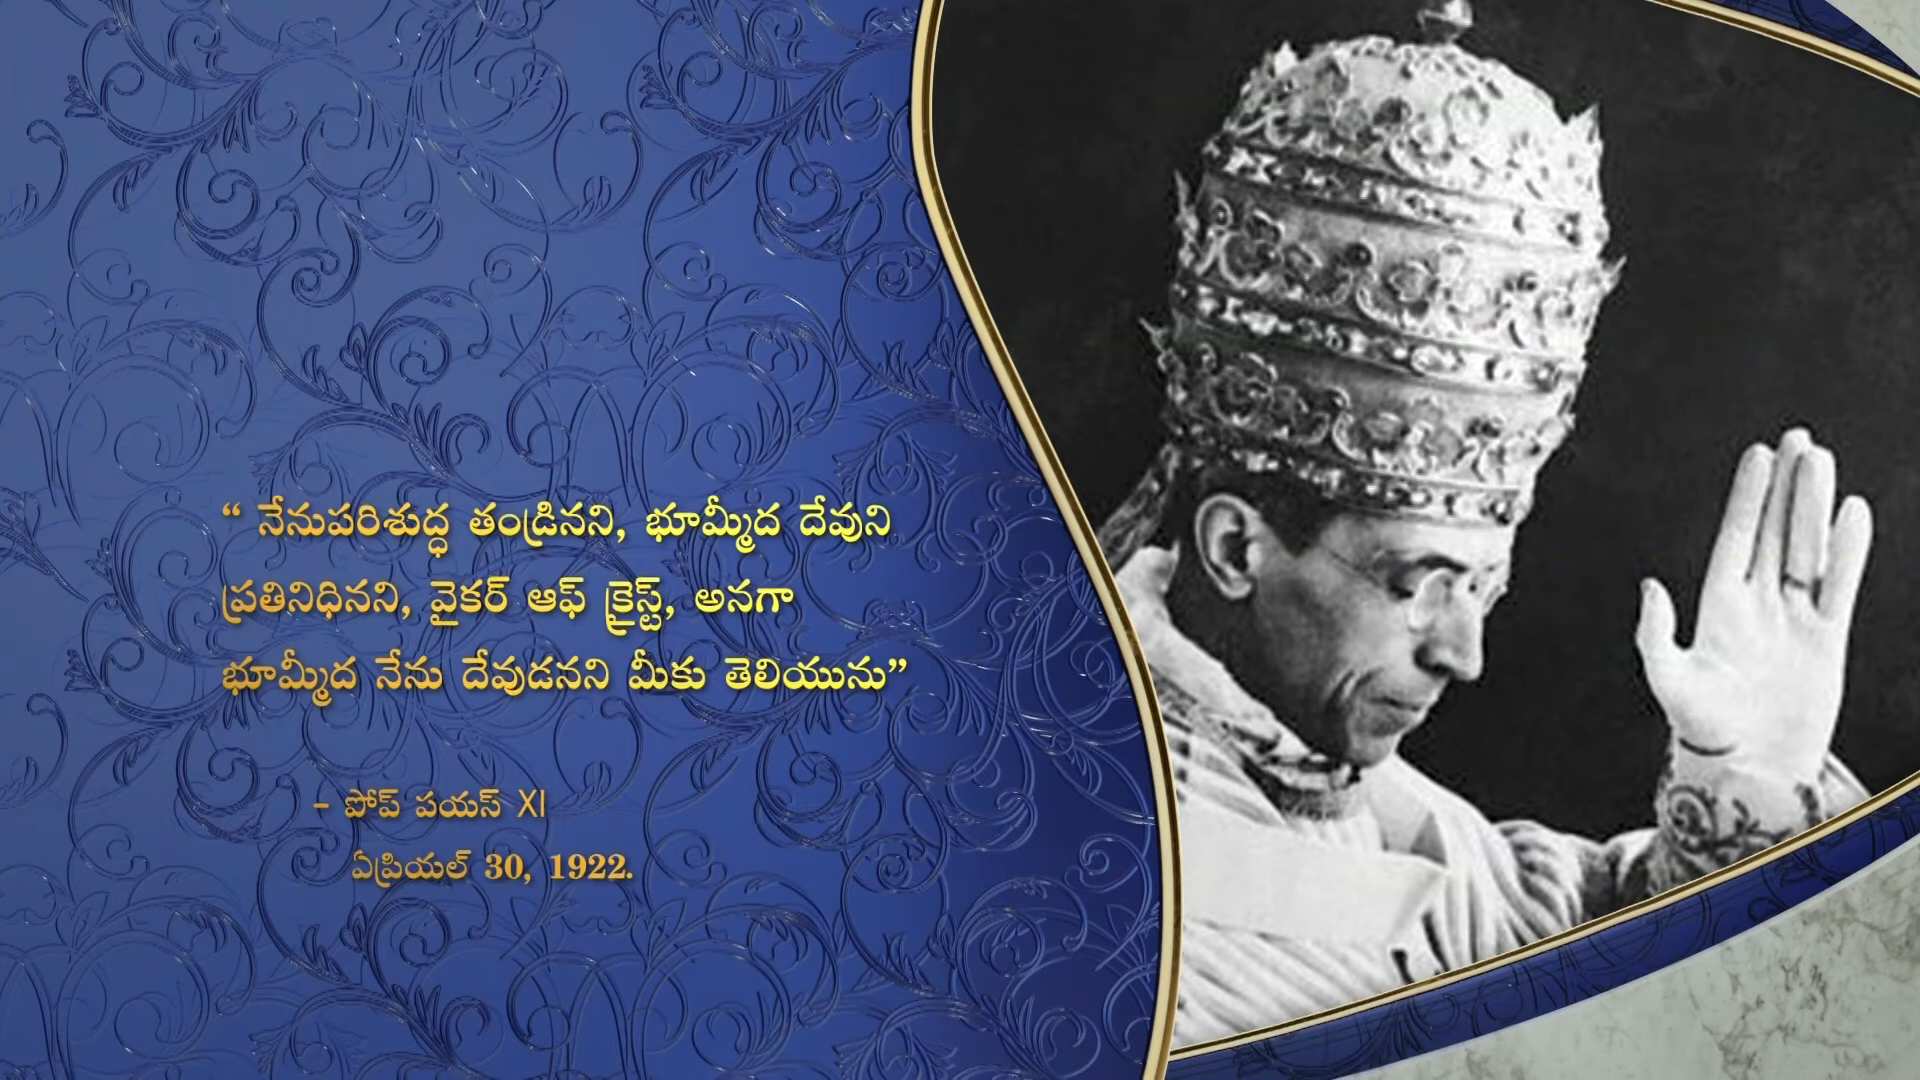 “ నేనుపరిశుద్ధ తండ్రినని, భూమ్మీద దేవుని
ప్రతినిధినని, వైకర్ ఆఫ్ క్రైస్ట్, అనగా
భూమ్మీద నేను దేవుడనని మీకు తెలియును”
– పోప్ పయస్ XI
ఏప్రియల్ 30, 1922.